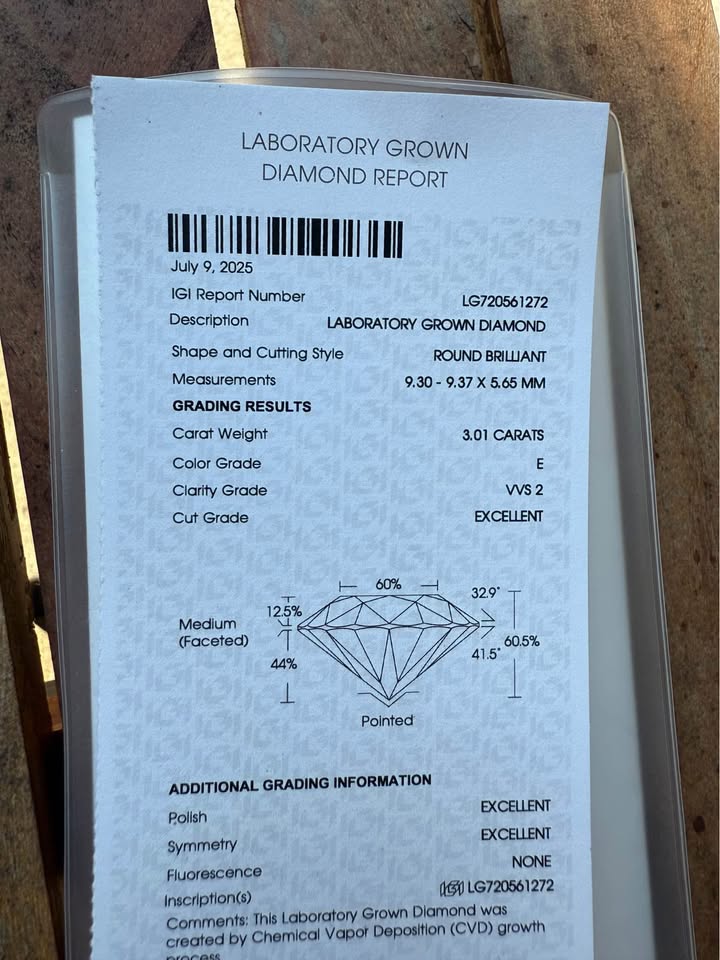 LABORATORY GROWN
DIAMOND REPORT
July 9, 2025
IGI Report Number LG720561272
Description LABORATORY GROWN DIAMOND
Shape and Cutting Style ROUND BRILLIANT
Measurements 9.30 - 9.37 X 5.65 MM
GRADING RESULTS
Carat Weight 3.01 CARATS
Color Grade E
Clarity Grade VVS 2
Cut Grade EXCELLENT
60%
12.5% 32.9°
Medium
(Faceted)
44% 41.5° 60.5%
Pointed
ADDITIONAL GRADING INFORMATION
Polish EXCELLENT
Symmetry EXCELLENT
Fluorescence NONE
Inscription(s) IGI LG720561272
Comments: This Laboratory Grown Diamond was
created by Chemical Vapor Deposition (CVD) growth
process